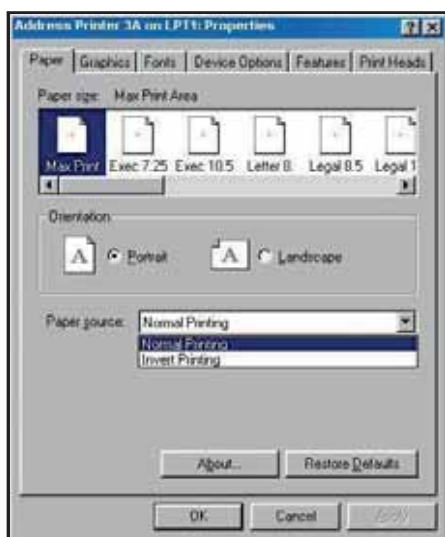 Address Printer 3A on LPT1: Properties
Paper Graphics Fonts Device Options Features Print Heads
Paper size: Max Print Area
Max Print Exec 7.25 Exec 10.5 Letter 8. Legal 8.5 Legal 1
Orientation
A Portrait A Landscape
Paper source: Normal Printing
Normal Printing
Invert Printing
About... Restore Defaults
OK Cancel Apply